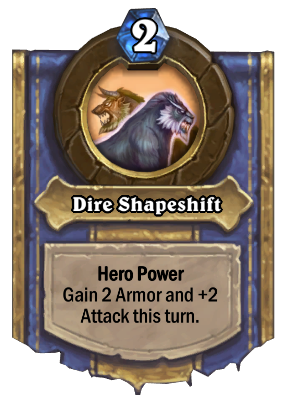 2
Dire Shapeshift
Hero Power
Gain 2 Armor and +2
Attack this turn.